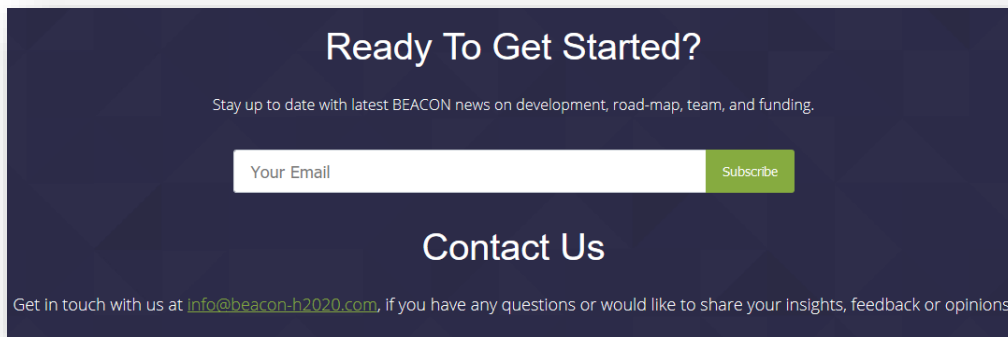 Ready To Get Started?
Stay up to date with latest BEACON news on development, road-map, team, and funding.
Your Email
Subscribe
Contact Us
Get in touch with us at info@beacon-h2020.com, if you have any questions or would like to share your insights, feedback or opinions